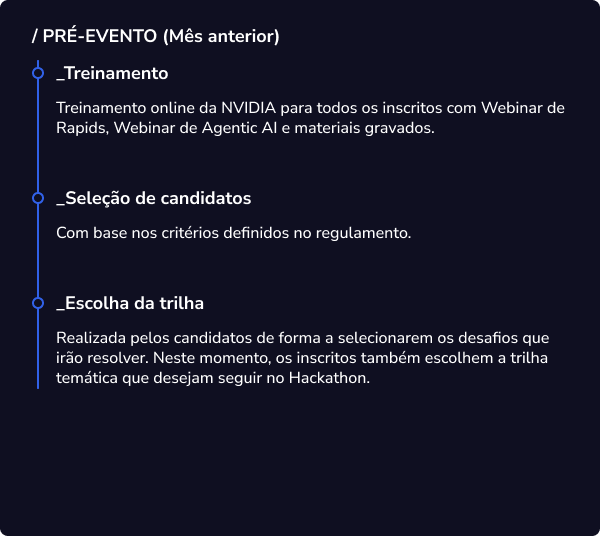 / PRÉ-EVENTO (Mês anterior)
_Treinamento
Treinamento online da NVIDIA para todos os inscritos com Webinar de
Rapids, Webinar de Agentic AI e materiais gravados.
_Seleção de candidatos
Com base nos critérios definidos no regulamento.
_Escolha da trilha
Realizada pelos candidatos de forma a selecionarem os desafios que
irão resolver. Neste momento, os inscritos também escolhem a trilha
temática que desejam seguir no Hackathon.